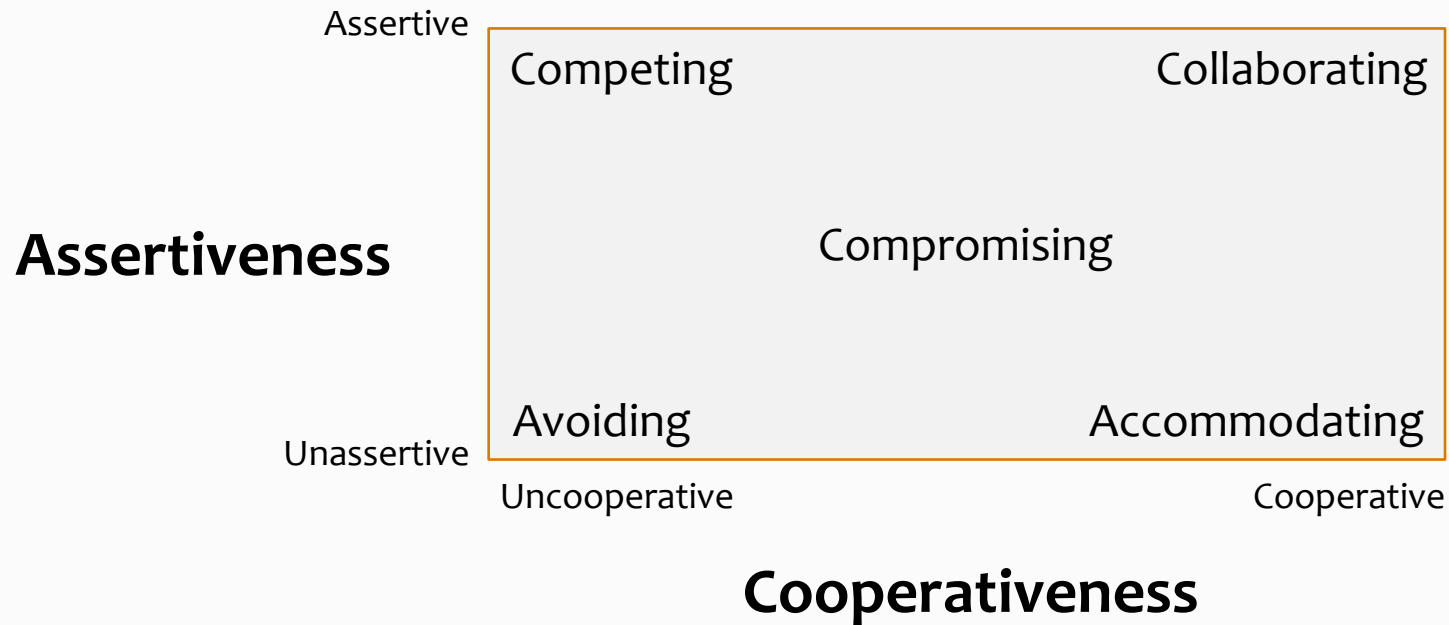 Assertive
Competing
Collaborating
Assertiveness
Compromising
Avoiding
Accommodating
Unassertive
Uncooperative
Cooperative
Cooperativeness